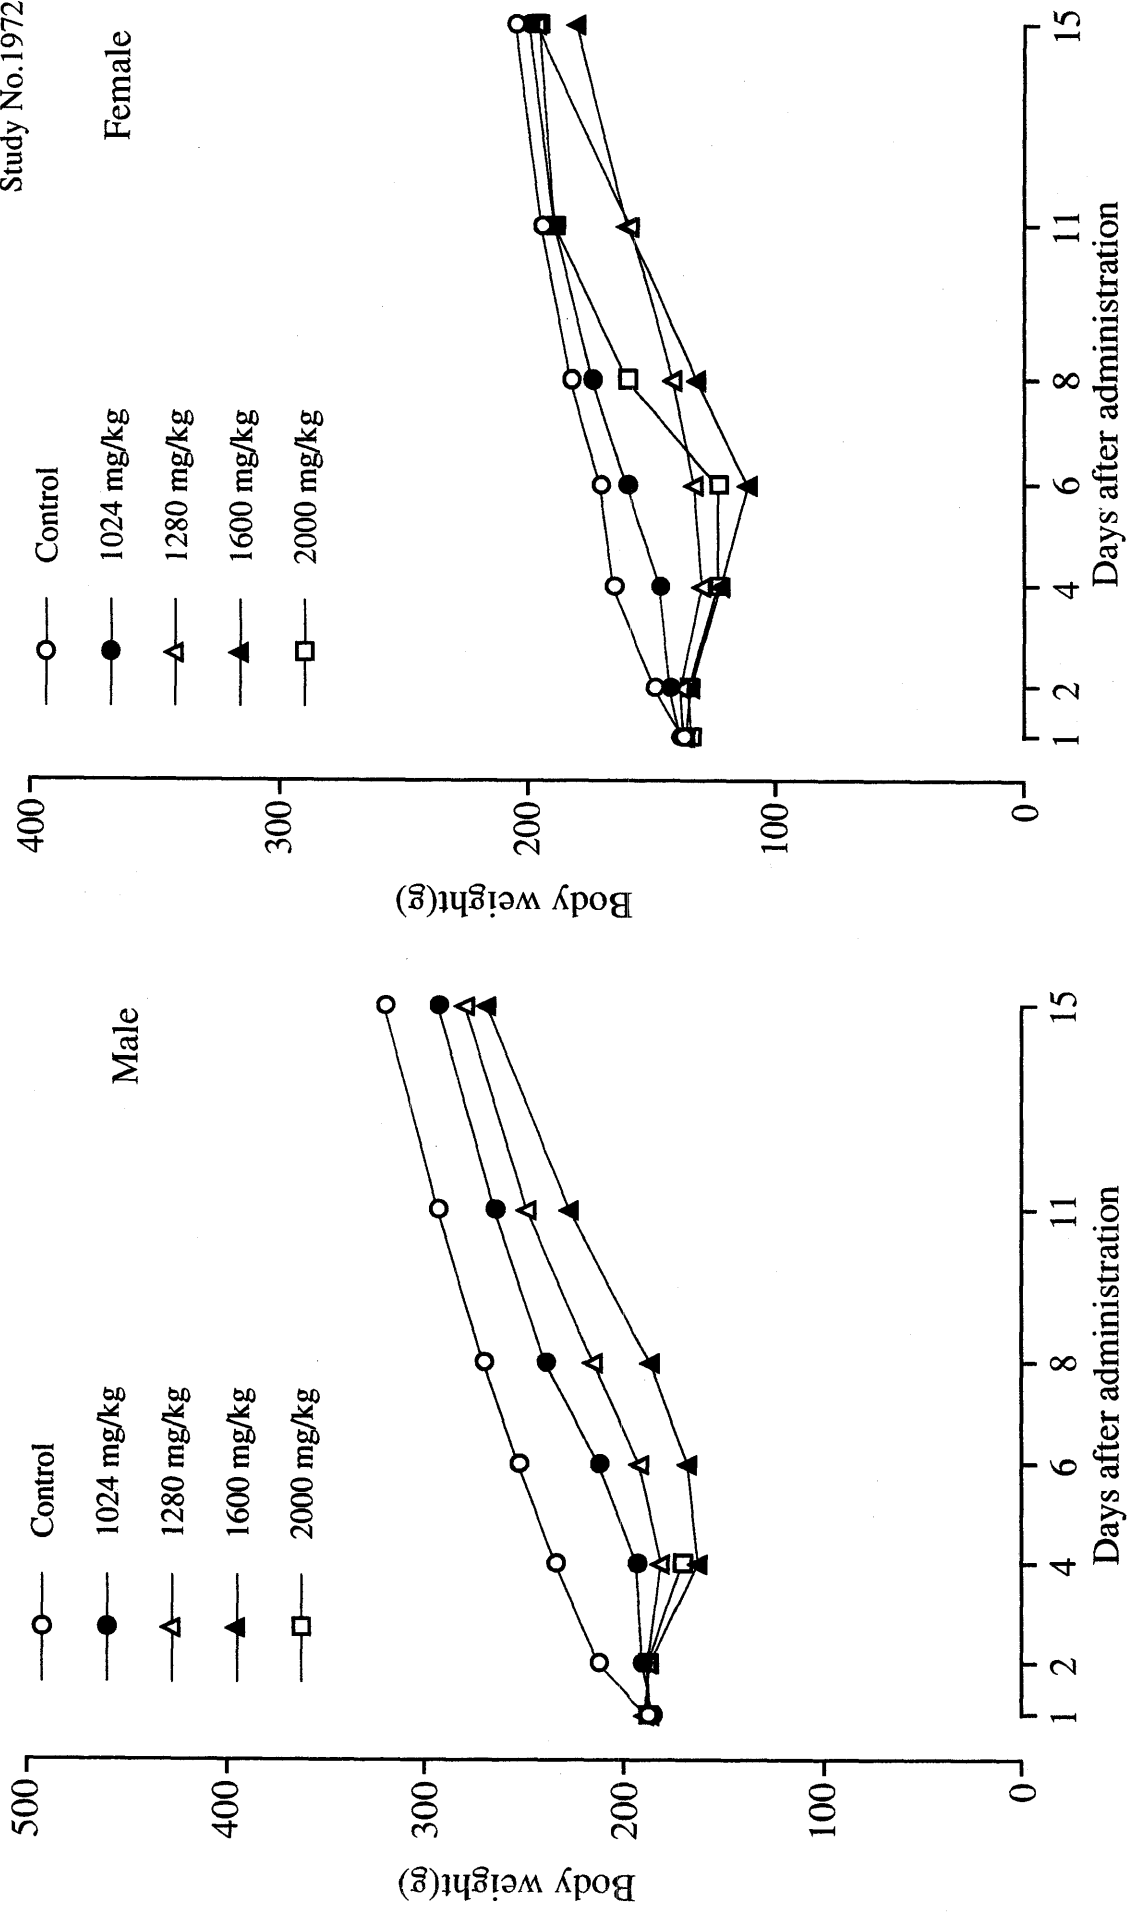 Study No.1972
Male
Control
1024 mg/kg
1280 mg/kg
1600 mg/kg
2000 mg/kg
Body weight(g)
500
400
300
200
100
0
1 2 4 6 8 11 15
Days after administration
Female
Control
1024 mg/kg
1280 mg/kg
1600 mg/kg
2000 mg/kg
Body weight(g)
400
300
200
100
0
1 2 4 6 8 11 15
Days after administration